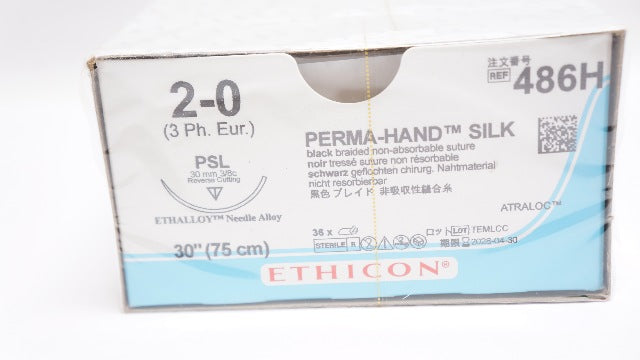 2-0
(3 Ph. Eur.)
PSL
30 mm 3/8c
Reverse Cutting
ETHALLOY™ Needle Alloy
30" (75 cm)
注文番号
REF 486H
PERMA-HAND™ SILK
black braided non-absorbable suture
noir tressé suture non résorbable
schwarz geflochten chirurg. Nahtmaterial
nicht resorbierbar
黒色 ブレイド 非吸収性縫合糸
ATRALOC™
36 x
STERILE R
ロット LOT TEMLCC
期限 2028-04-30
ETHICON®